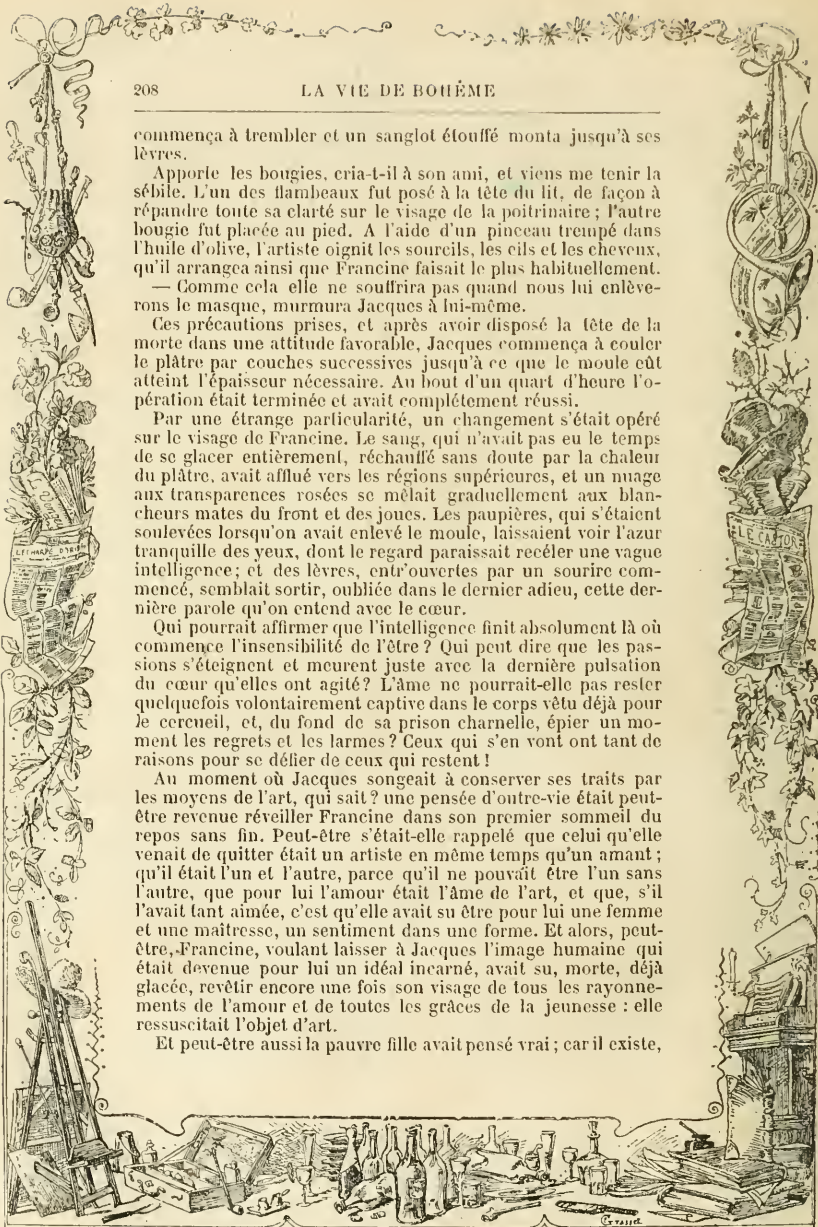 208
LA VIE DE BOHÊME
commença à trembler et un sanglot étouffé monta jusqu'à ses
lèvres.
Apporte les bougies, cria-t-il à son ami, et viens me tenir la
sébile. L'un des flambeaux fut posé à la tête du lit, de façon à
répandre toute sa clarté sur le visage de la poitrinaire ; l'autre
bougie fut placée au pied. A l'aide d'un pinceau trempé dans
l'huile d'olive, l'artiste oignit les sourcils, les cils et les cheveux,
qu'il arrangea ainsi que Francine faisait le plus habituellement.
— Comme cela elle ne souffrira pas quand nous lui enlève-
rons le masque, murmura Jacques à lui-même.
Ces précautions prises, et après avoir disposé la tête de la
morte dans une attitude favorable, Jacques commença à couler
le plâtre par couches successives jusqu'à ce que le moule eût
atteint l'épaisseur nécessaire. Au bout d'un quart d'heure l'o-
pération était terminée et avait complétement réussi.
Par une étrange particularité, un changement s'était opéré
sur le visage de Francine. Le sang, qui n'avait pas eu le temps
de se glacer entièrement, réchauffé sans doute par la chaleur
du plâtre, avait afflué vers les régions supérieures, et un nuage
aux transparences rosées se mêlait graduellement aux blan-
cheurs mates du front et des joues. Les paupières, qui s'étaient
soulevées lorsqu'on avait enlevé le moule, laissaient voir l'azur
tranquille des yeux, dont le regard paraissait recéler une vague
intelligence; et des lèvres, entr'ouvertes par un sourire com-
mencé, semblait sortir, oubliée dans le dernier adieu, cette der-
nière parole qu'on entend avec le cœur.
Qui pourrait affirmer que l'intelligence finit absolument là où
commence l'insensibilité de l'être ? Qui peut dire que les pas-
sions s'éteignent et meurent juste avec la dernière pulsation
du cœur qu'elles ont agité? L'âme ne pourrait-elle pas rester
quelquefois volontairement captive dans le corps vêtu déjà pour
le cercueil, et, du fond de sa prison charnelle, épier un mo-
ment les regrets et les larmes ? Ceux qui s'en vont ont tant de
raisons pour se défier de ceux qui restent !
Au moment où Jacques songeait à conserver ses traits par
les moyens de l'art, qui sait ? une pensée d'outre-vie était peut-
être revenue réveiller Francine dans son premier sommeil du
repos sans fin. Peut-être s'était-elle rappelé que celui qu'elle
venait de quitter était un artiste en même temps qu'un amant ;
qu'il était l'un et l'autre, parce qu'il ne pouvait être l'un sans
l'autre, que pour lui l'amour était l'âme de l'art, et que, s'il
l'avait tant aimée, c'est qu'elle avait su être pour lui une femme
et une maîtresse, un sentiment dans une forme. Et alors, peut-
être, Francine, voulant laisser à Jacques l'image humaine qui
était devenue pour lui un idéal incarné, avait su, morte, déjà
glacée, revêtir encore une fois son visage de tous les rayonne-
ments de l'amour et de toutes les grâces de la jeunesse : elle
ressuscitait l'objet d'art.
Et peut-être aussi la pauvre fille avait pensé vrai ; car il existe,
L'ECHARPE D'IRIS
LE CASTOR
Grasset